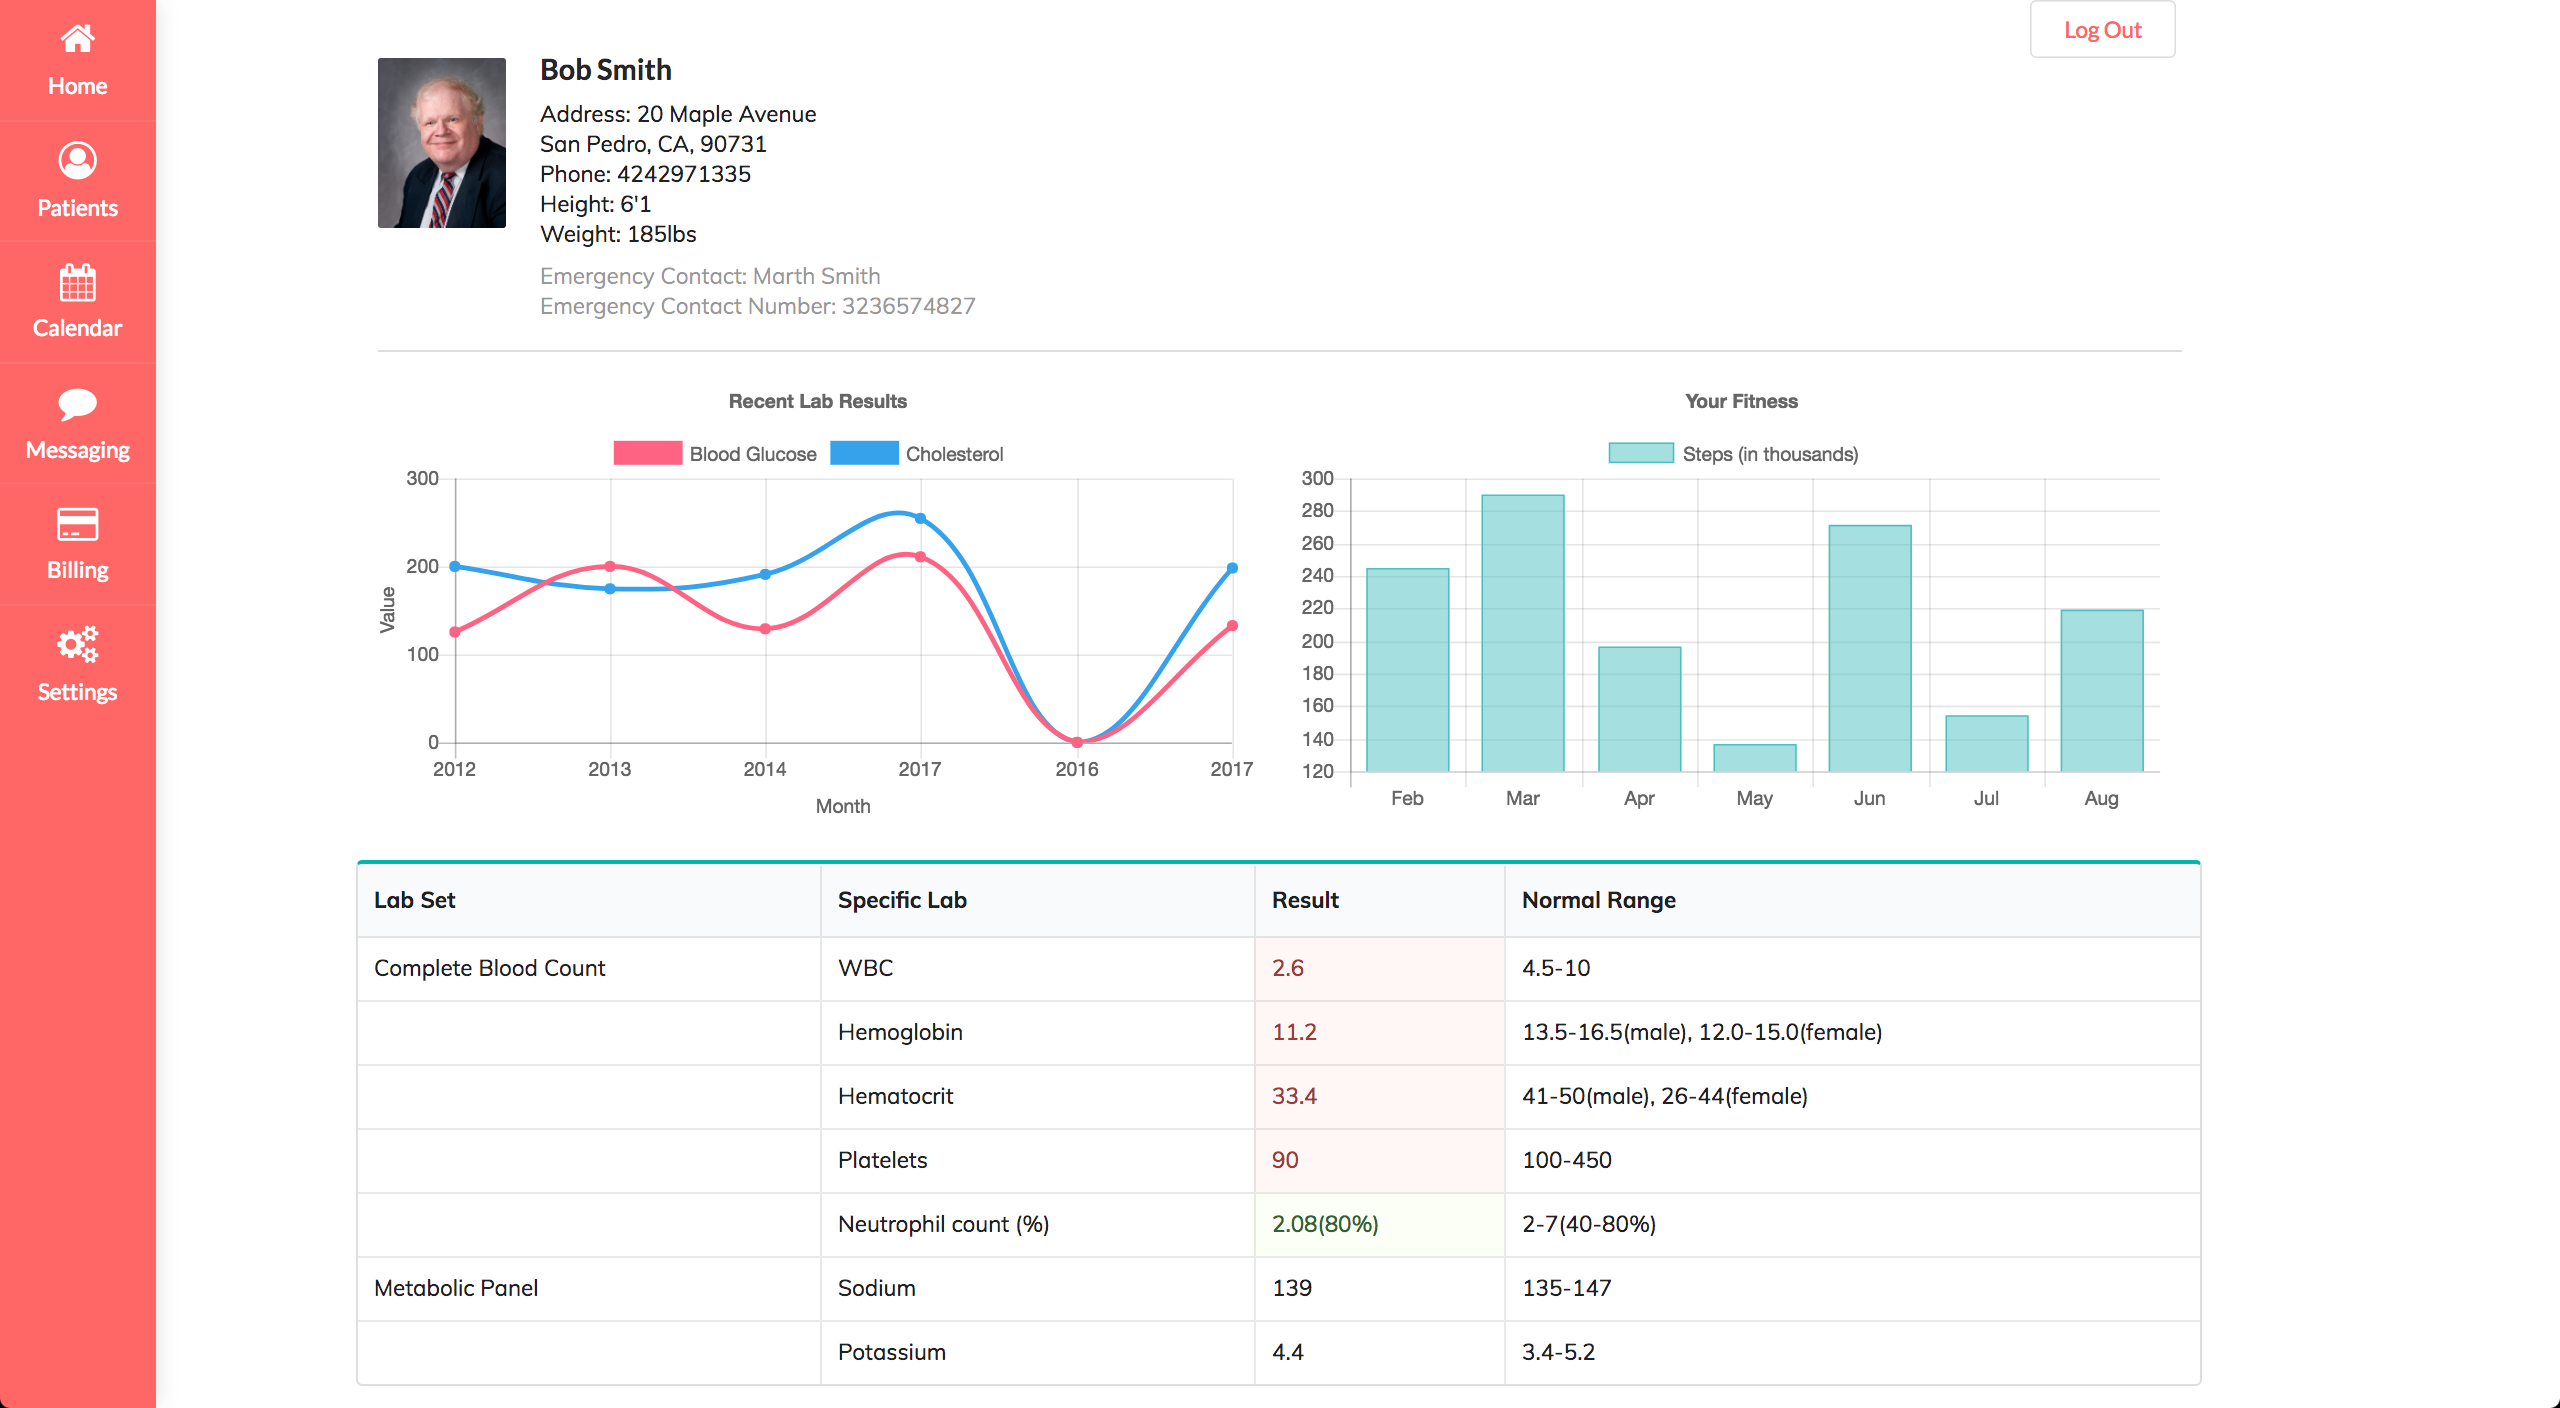 Home
Patients
Calendar
Messaging
Billing
Settings
Log Out
Bob Smith
Address: 20 Maple Avenue
San Pedro, CA, 90731
Phone: 4242971335
Height: 6'1
Weight: 185lbs
Emergency Contact: Marth Smith
Emergency Contact Number: 3236574827
Recent Lab Results
Blood Glucose Cholesterol
300
200
100
0
Value
2012 2013 2014 2017 2016 2017
Month
Your Fitness
Steps (in thousands)
300
280
260
240
220
200
180
160
140
120
Feb Mar Apr May Jun Jul Aug
Lab Set Specific Lab Result Normal Range
Complete Blood Count WBC 2.6 4.5-10
Hemoglobin 11.2 13.5-16.5(male), 12.0-15.0(female)
Hematocrit 33.4 41-50(male), 26-44(female)
Platelets 90 100-450
Neutrophil count (%) 2.08(80%) 2-7(40-80%)
Metabolic Panel Sodium 139 135-147
Potassium 4.4 3.4-5.2